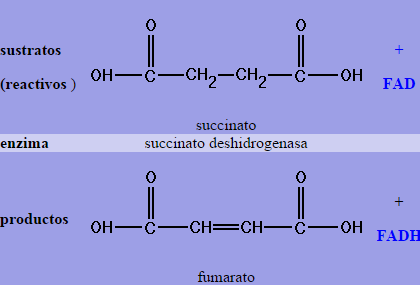 O O
sustratos +
(reactivos ) OH—C—CH2—CH2—C—OH FAD
succinato
enzima succinato deshidrogenasa
O O
productos +
OH—C—CH=CH—C—OH FADH
fumarato